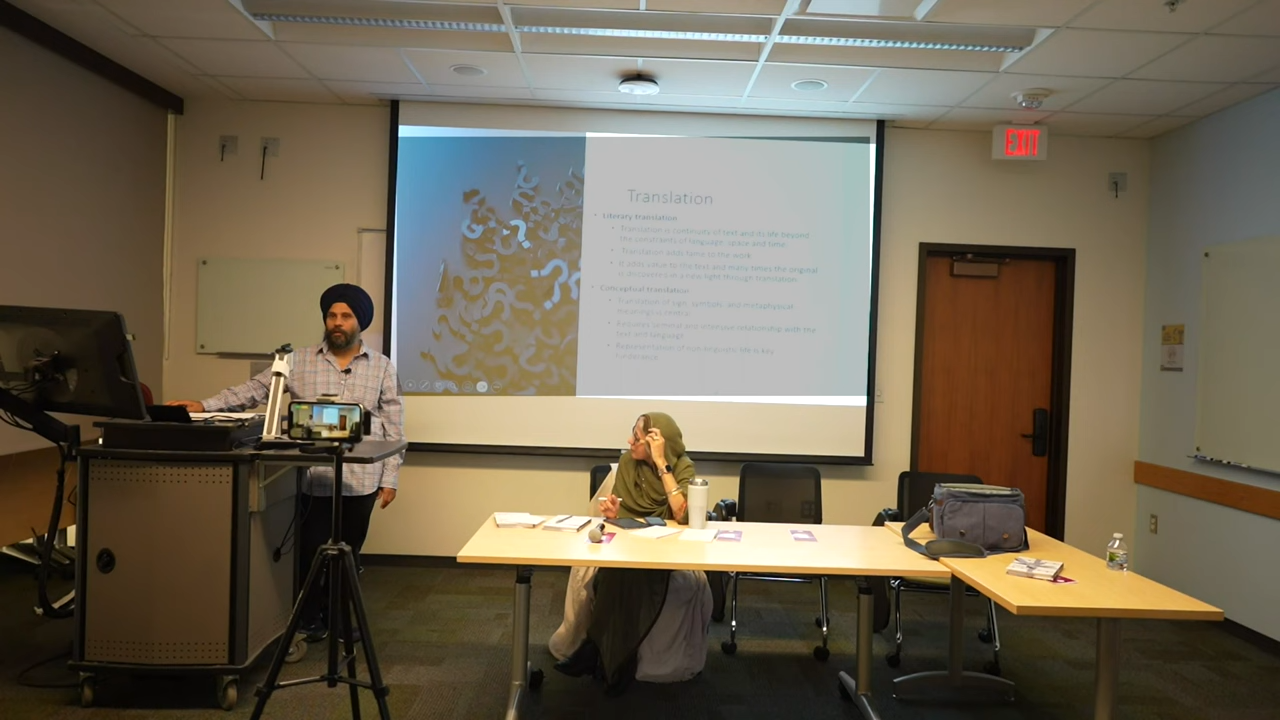 EXIT
Translation
• Literary translation
• Translation is continuity of text and its life beyond
the constraints of language, space and time.
• Translation adds fame to the work
• It adds value to the text and many times the original
is discovered in a new light through translation
• Conceptual translation
• Translation of sign, symbols, and metaphysical
meanings is
• Requires and intensive relationship with the
text and language
• Representation of non-linguistic life is key